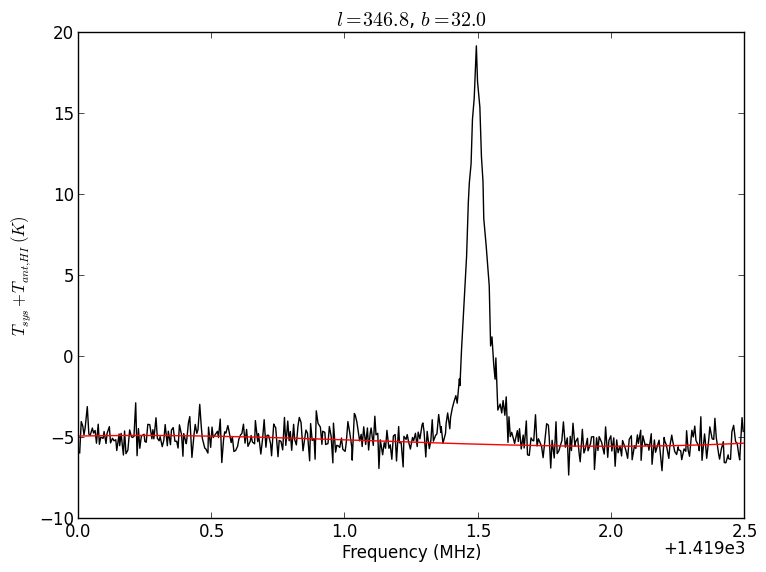 l = 346.8, b = 32.0
20
15
10
5
0
−5
−10
T_sys + T_ant,HI (K)
0.0 0.5 1.0 1.5 2.0 2.5
Frequency (MHz)
+1.419e3